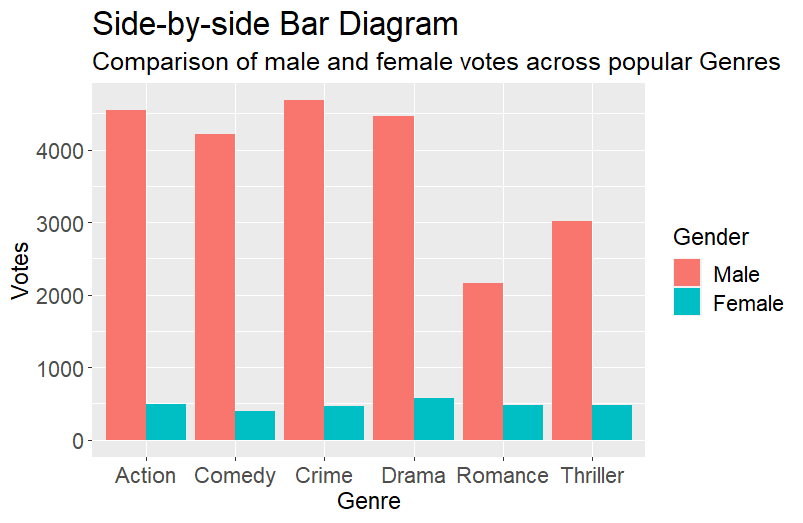 Side-by-side Bar Diagram
Comparison of male and female votes across popular Genres
Votes
4000
3000
2000
1000
0
Action Comedy Crime Drama Romance Thriller
Genre
Gender
Male
Female